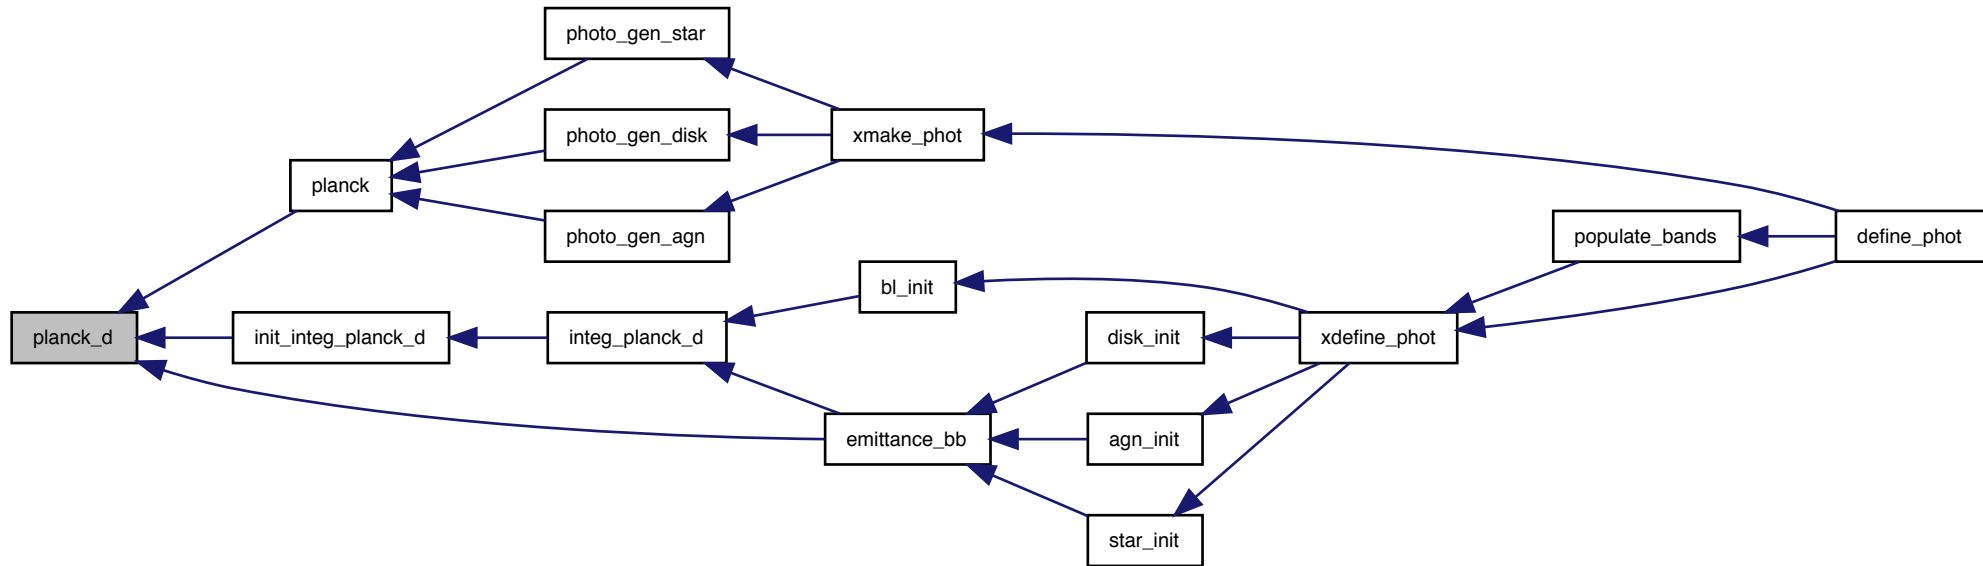 photo_gen_star
photo_gen_disk
xmake_phot
planck
photo_gen_agn
populate_bands
define_phot
bl_init
planck_d
init_integ_planck_d
integ_planck_d
disk_init
xdefine_phot
emittance_bb
agn_init
star_init